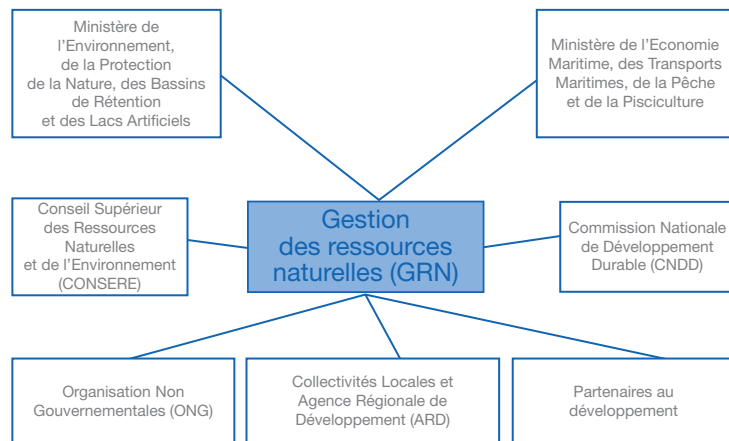 Ministère de
l'Environnement,
de la Protection
de la Nature, des Bassins
de Rétention
et des Lacs Artificiels
Ministère de l'Economie
Maritime, des Transports
Maritimes, de la Pêche
et de la Pisciculture
Conseil Supérieur
des Ressources
Naturelles
et de l'Environnement
(CONSERE)
Gestion
des ressources
naturelles (GRN)
Commission Nationale
de Développement
Durable (CNDD)
Organisation Non
Gouvernementales (ONG)
Collectivités Locales et
Agence Régionale de
Développement (ARD)
Partenaires au
développement